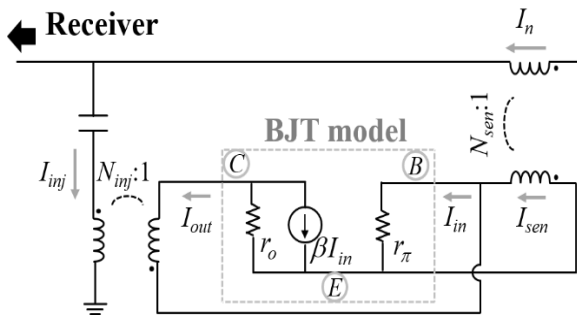 Receiver
I_n
N_sen:1
BJT model
I_inj
N_inj:1
C
B
I_out
r_o
βI_in
r_π
I_in
I_sen
E